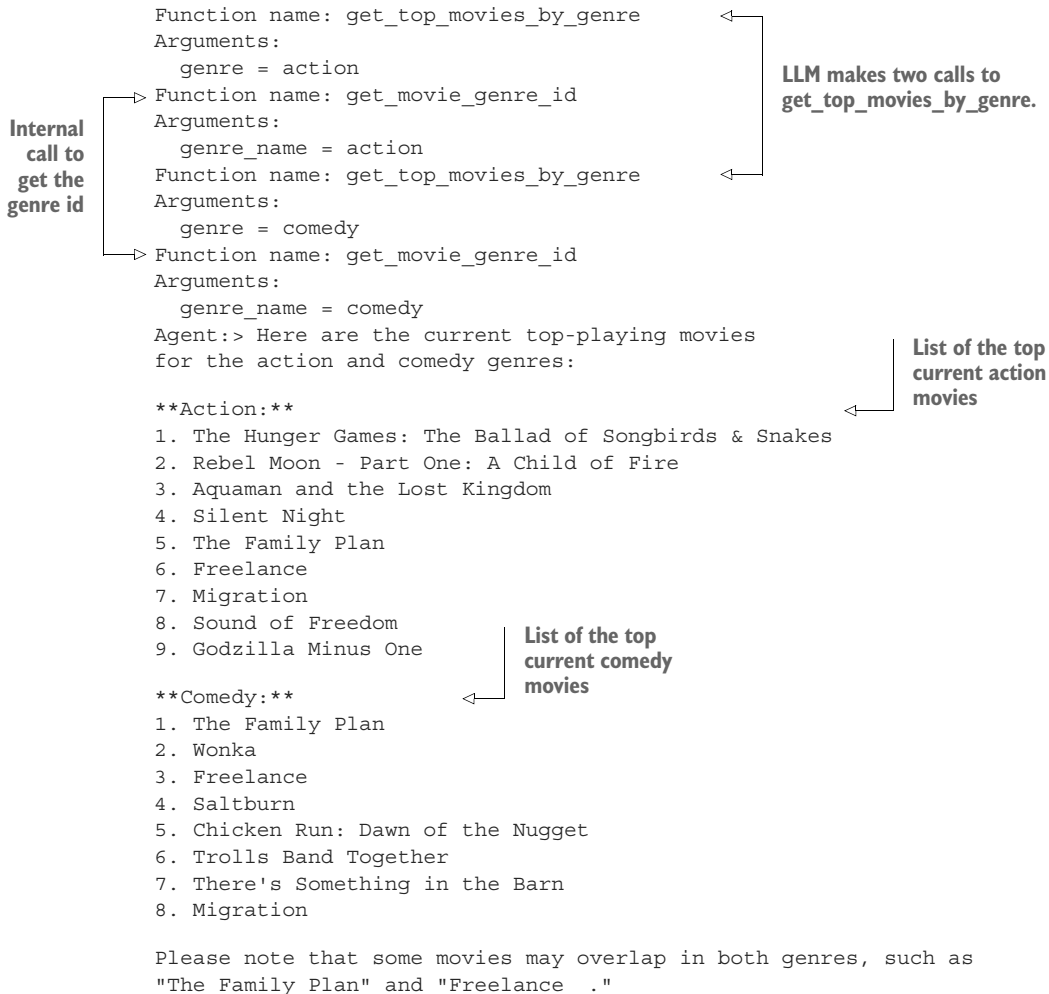 Function name: get_top_movies_by_genre
Arguments:
  genre = action
LLM makes two calls to
get_top_movies_by_genre.
Function name: get_movie_genre_id
Arguments:
  genre_name = action
Internal
call to
get the
genre id
Function name: get_top_movies_by_genre
Arguments:
  genre = comedy
Function name: get_movie_genre_id
Arguments:
  genre_name = comedy
Agent:> Here are the current top-playing movies
for the action and comedy genres:
List of the top
current action
movies
**Action:**
1. The Hunger Games: The Ballad of Songbirds & Snakes
2. Rebel Moon - Part One: A Child of Fire
3. Aquaman and the Lost Kingdom
4. Silent Night
5. The Family Plan
6. Freelance
7. Migration
8. Sound of Freedom
9. Godzilla Minus One
List of the top
current comedy
movies
**Comedy:**
1. The Family Plan
2. Wonka
3. Freelance
4. Saltburn
5. Chicken Run: Dawn of the Nugget
6. Trolls Band Together
7. There's Something in the Barn
8. Migration
Please note that some movies may overlap in both genres, such as
"The Family Plan" and "Freelance  ."